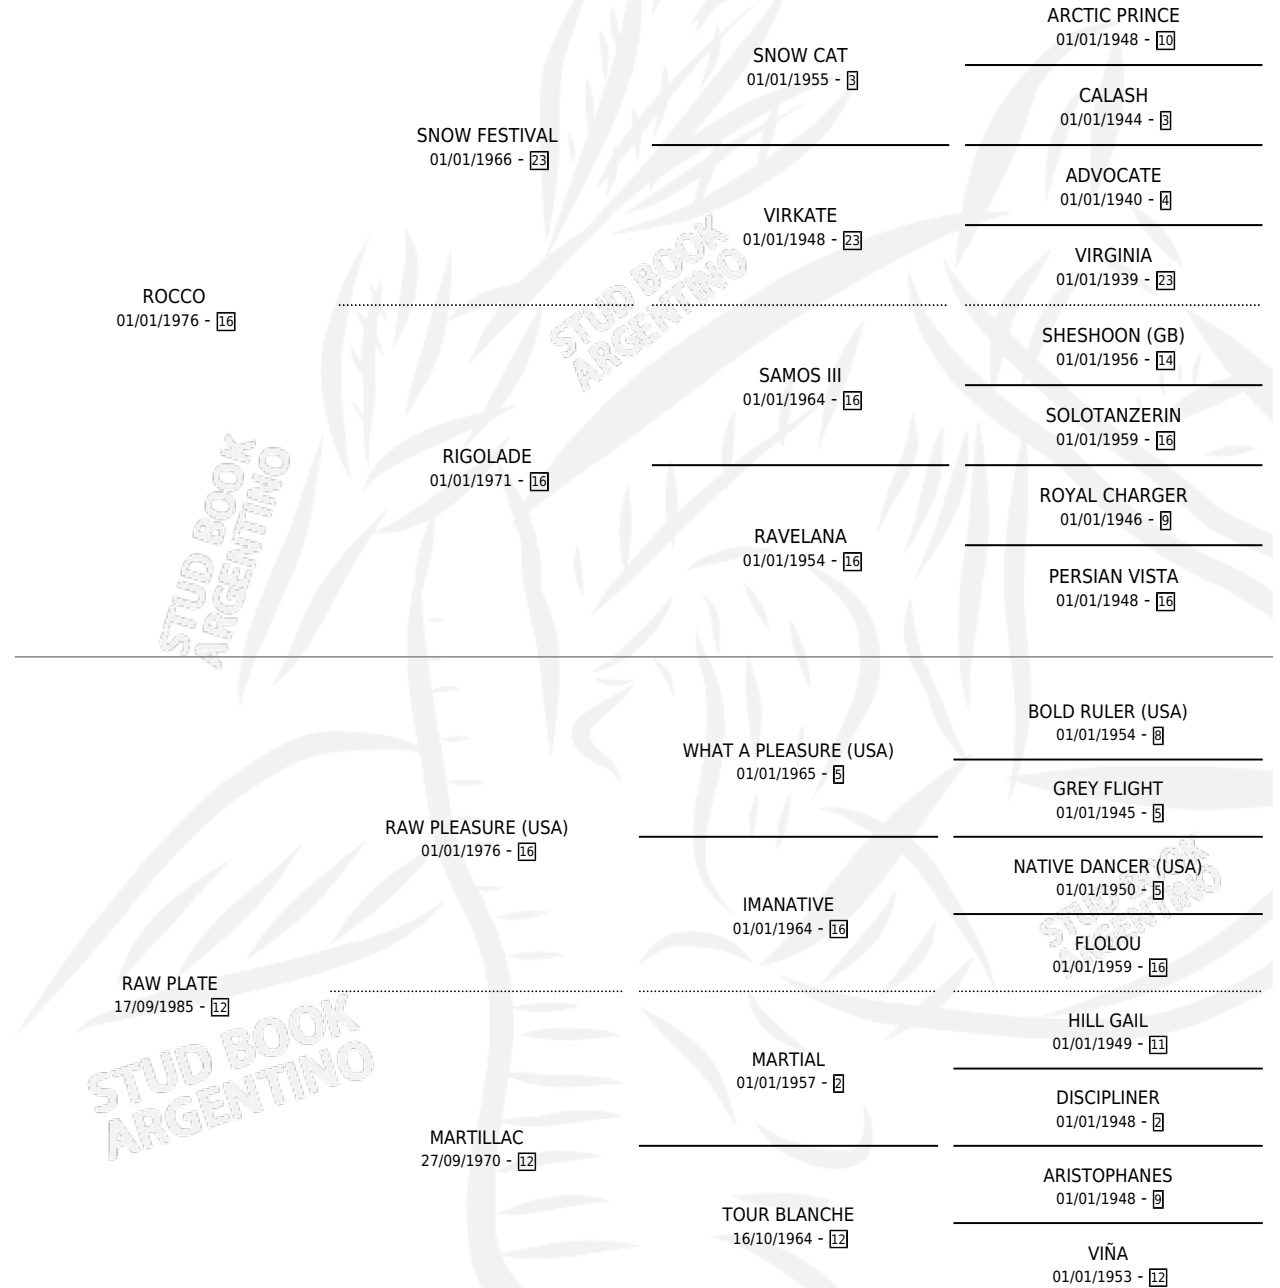 ARCTIC PRINCE
01/01/1948 - 10
SNOW CAT
01/01/1955 - 3
CALASH
01/01/1944 - 3
SNOW FESTIVAL
01/01/1966 - 23
ADVOCATE
01/01/1940 - 4
VIRKATE
01/01/1948 - 23
VIRGINIA
01/01/1939 - 23
ROCCO
01/01/1976 - 16
SHESHOON (GB)
01/01/1956 - 14
SAMOS III
01/01/1964 - 16
SOLOTANZERIN
01/01/1959 - 16
RIGOLADE
01/01/1971 - 16
ROYAL CHARGER
01/01/1946 - 9
RAVELANA
01/01/1954 - 16
PERSIAN VISTA
01/01/1948 - 16
STUD BOOK
ARGENTINO
STUD BOOK
ARGENTINO
BOLD RULER (USA)
01/01/1954 - 8
WHAT A PLEASURE (USA)
01/01/1965 - 5
GREY FLIGHT
01/01/1945 - 5
RAW PLEASURE (USA)
01/01/1976 - 16
NATIVE DANCER (USA)
01/01/1950 - 5
IMANATIVE
01/01/1964 - 16
FLOLOU
01/01/1959 - 16
STUD BOOK
ARGENTINO
RAW PLATE
17/09/1985 - 12
HILL GAIL
01/01/1949 - 11
MARTIAL
01/01/1957 - 2
DISCIPLINER
01/01/1948 - 2
MARTILLAC
27/09/1970 - 12
ARISTOPHANES
01/01/1948 - 9
TOUR BLANCHE
16/10/1964 - 12
VIÑA
01/01/1953 - 12
STUD BOOK
ARGENTINO